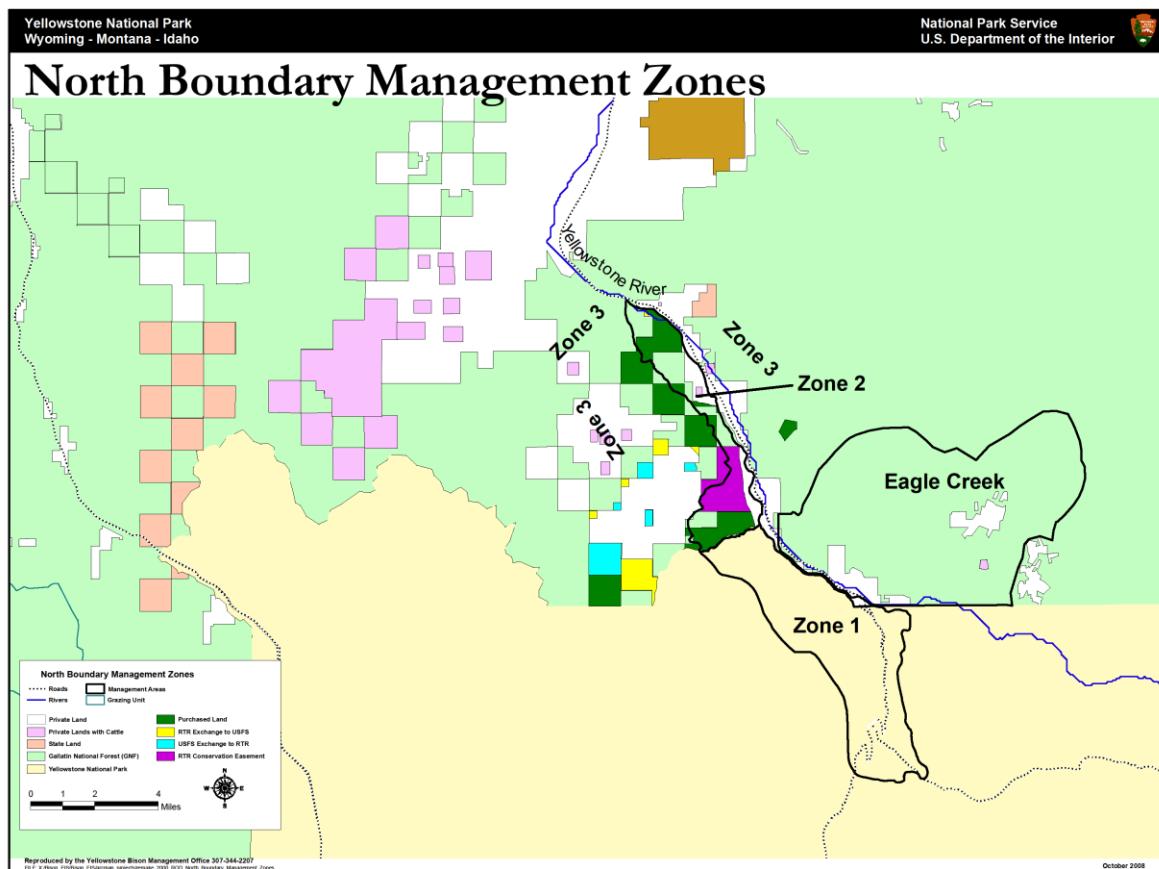 Yellowstone National Park
Wyoming - Montana - Idaho
National Park Service
U.S. Department of the Interior
North Boundary Management Zones
Yellowstone River
Zone 3
Zone 3
Zone 2
Zone 3
Eagle Creek
Zone 1
North Boundary Management Zones
Roads
Management Areas
Rivers
Grazing Unit
Private Land
Purchased Land
Private Lands with Cattle
RTR Exchange to USFS
State Land
USFS Exchange to RTR
Gallatin National Forest (GNF)
RTR Conservation Easement
Yellowstone National Park
N
W E
S
0 1 2 4
Miles
Reproduced by the Yellowstone Bison Management Office 307-344-2207
October 2008